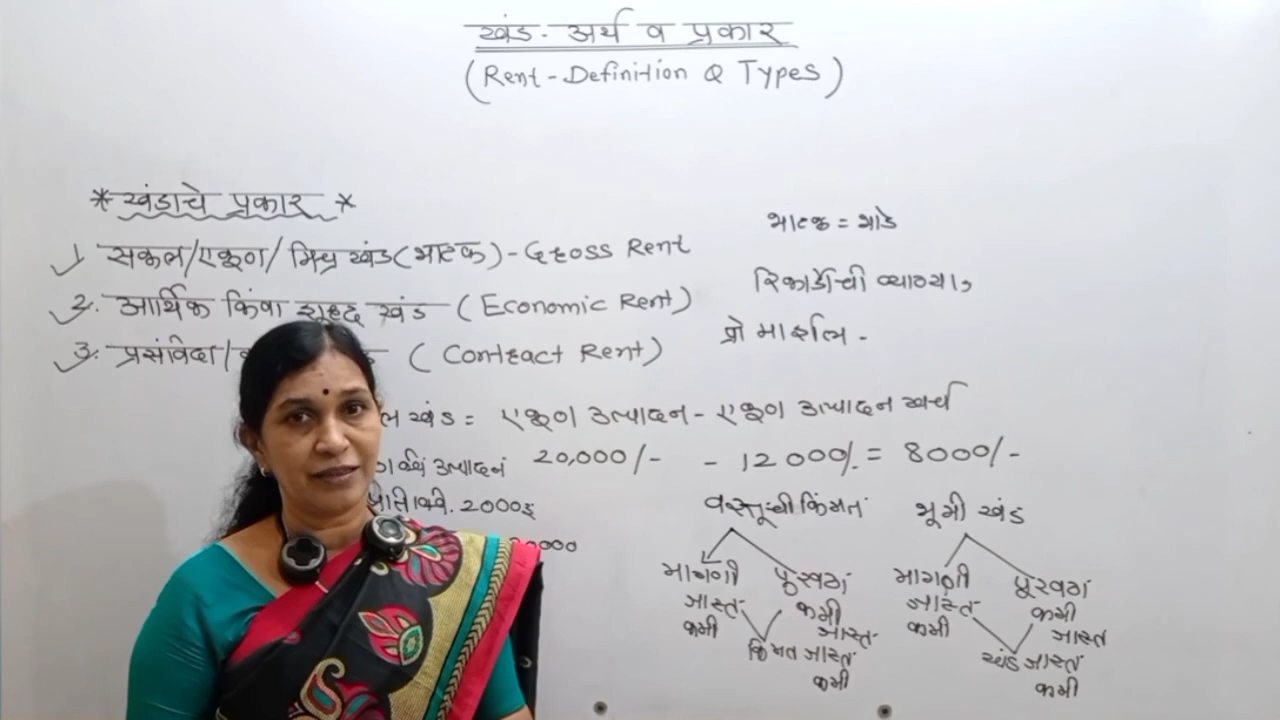 खंड - अर्थ व प्रकार
(Rent - Definition & Types)
* खंडाचे प्रकार *
1. सकल/एकूण/मिश्र खंड (भाटक) - Gross Rent
2. आर्थिक किंवा शूद्ध खंड (Economic Rent)
3. प्रसंविदा/ (Contract Rent)
भाटक = भाडे
रिकार्डोची व्याख्या,
प्रो मार्शल -
खंड = एकूण उत्पादन - एकूण उत्पादन खर्च
उत्पादन 20,000/- - 12000/- = 8000/-
2000रु
वस्तूची किंमत
मागणी पुरवठा
जास्त कमी
कमी जास्त
किंमत जास्त
कमी
भूमी खंड
मागणी पूरवठा
जास्त कमी
कमी जास्त
खंड जास्त
कमी